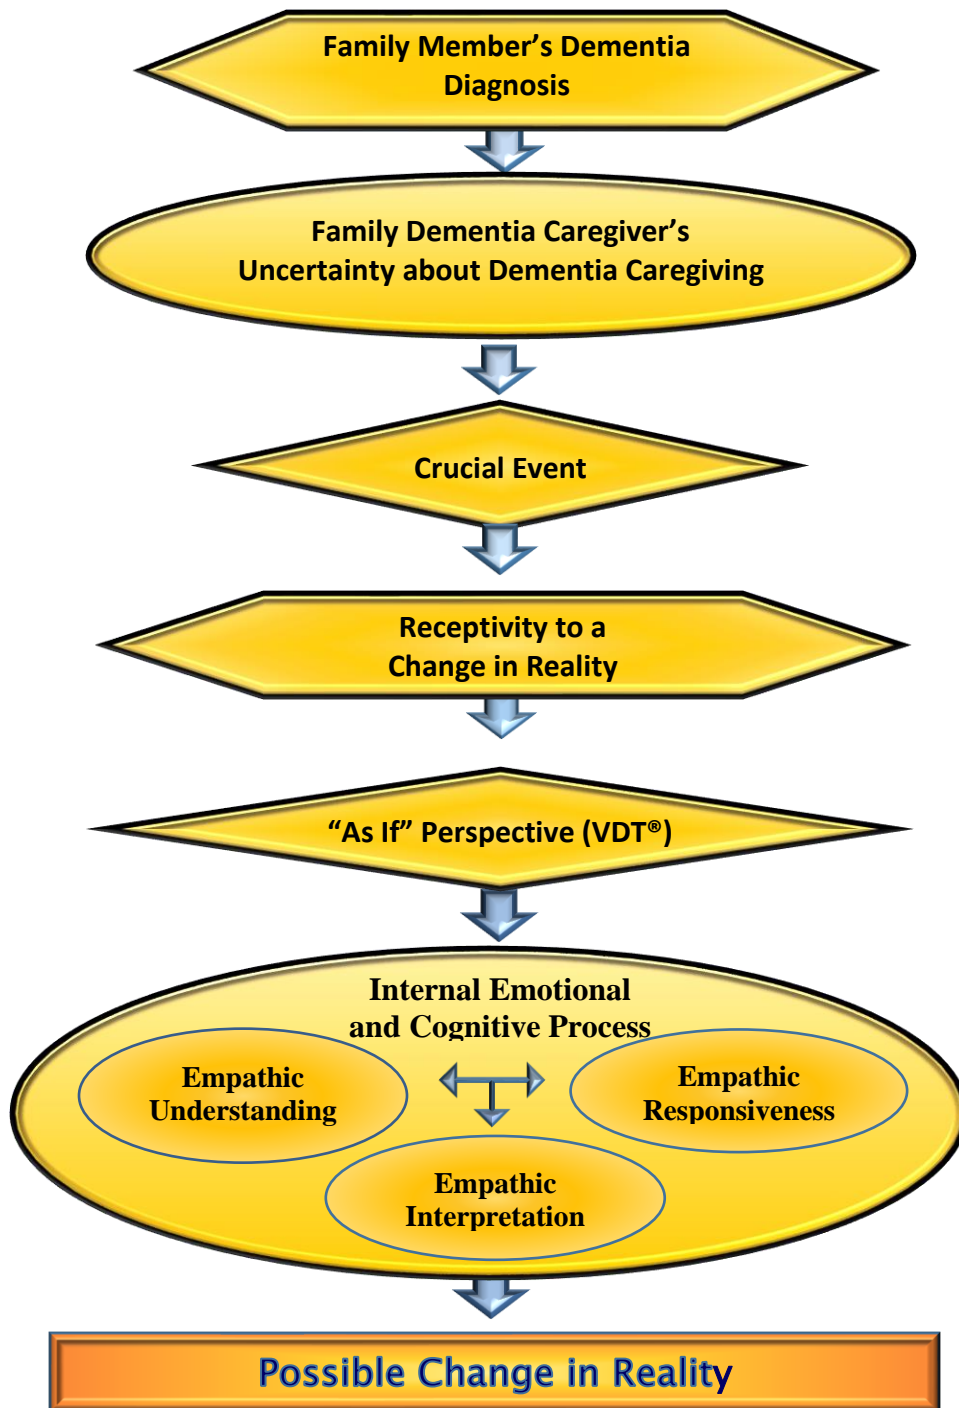 Family Member’s Dementia
Diagnosis
Family Dementia Caregiver’s
Uncertainty about Dementia Caregiving
Crucial Event
Receptivity to a
Change in Reality
“As If” Perspective (VDT®)
Internal Emotional
and Cognitive Process
Empathic
Understanding
Empathic
Responsiveness
Empathic
Interpretation
Possible Change in Reality